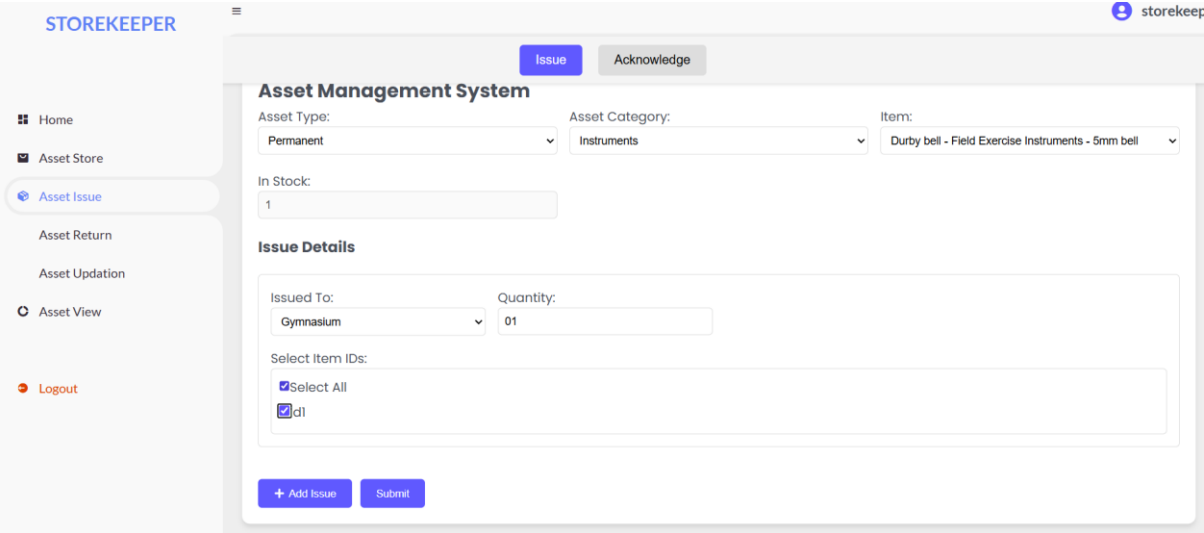 STOREKEEPER
storekeep
Issue
Acknowledge
Asset Management System
Home
Asset Store
Asset Issue
Asset Return
Asset Updation
Asset View
Logout
Asset Type:
Asset Category:
Item:
Permanent
Instruments
Durby bell - Field Exercise Instruments - 5mm bell
In Stock:
1
Issue Details
Issued To:
Quantity:
Gymnasium
01
Select Item IDs:
Select All
d1
+ Add Issue
Submit